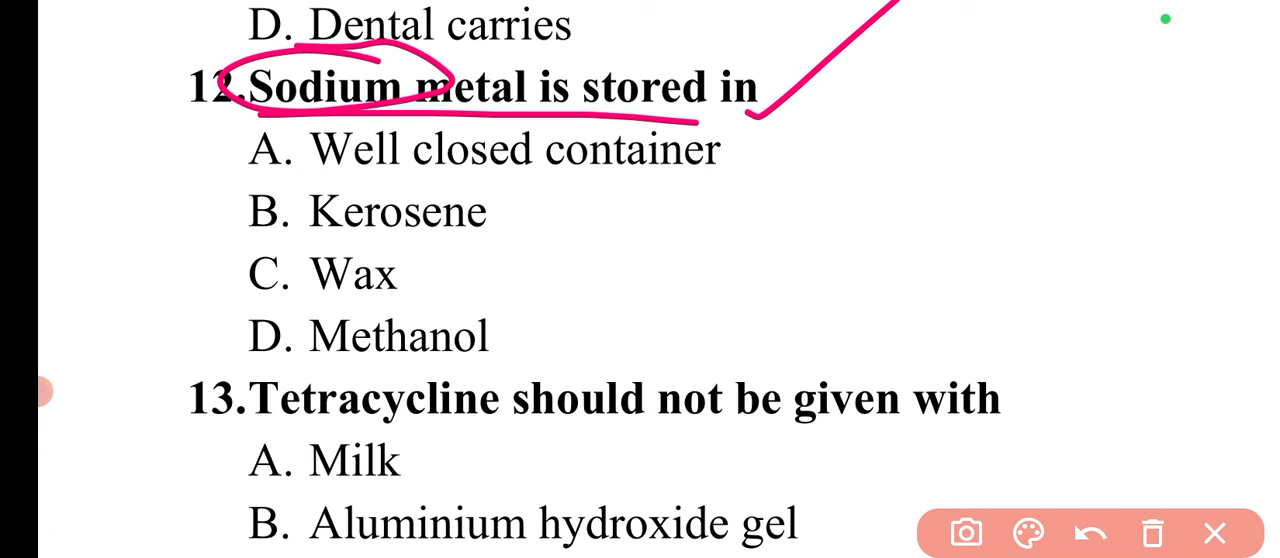 D. Dental carries
12.Sodium metal is stored in
A. Well closed container
B. Kerosene
C. Wax
D. Methanol
13.Tetracycline should not be given with
A. Milk
B. Aluminium hydroxide gel